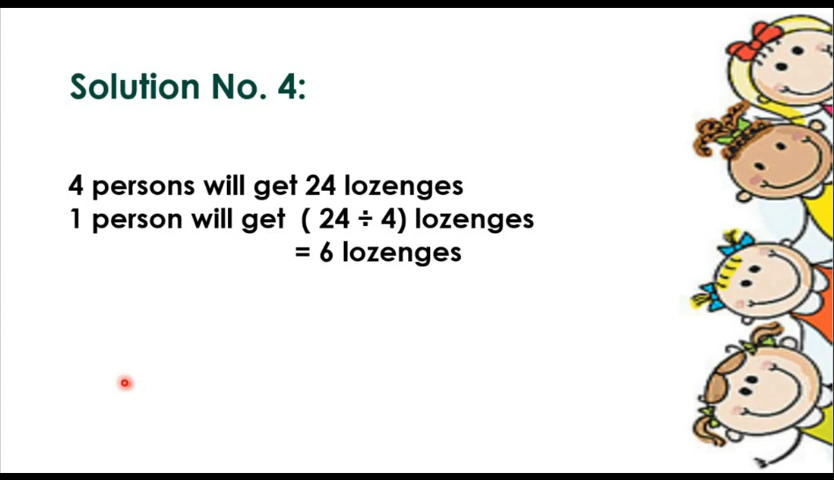 Solution No. 4:
4 persons will get 24 lozenges
1 person will get ( 24 ÷ 4) lozenges
= 6 lozenges